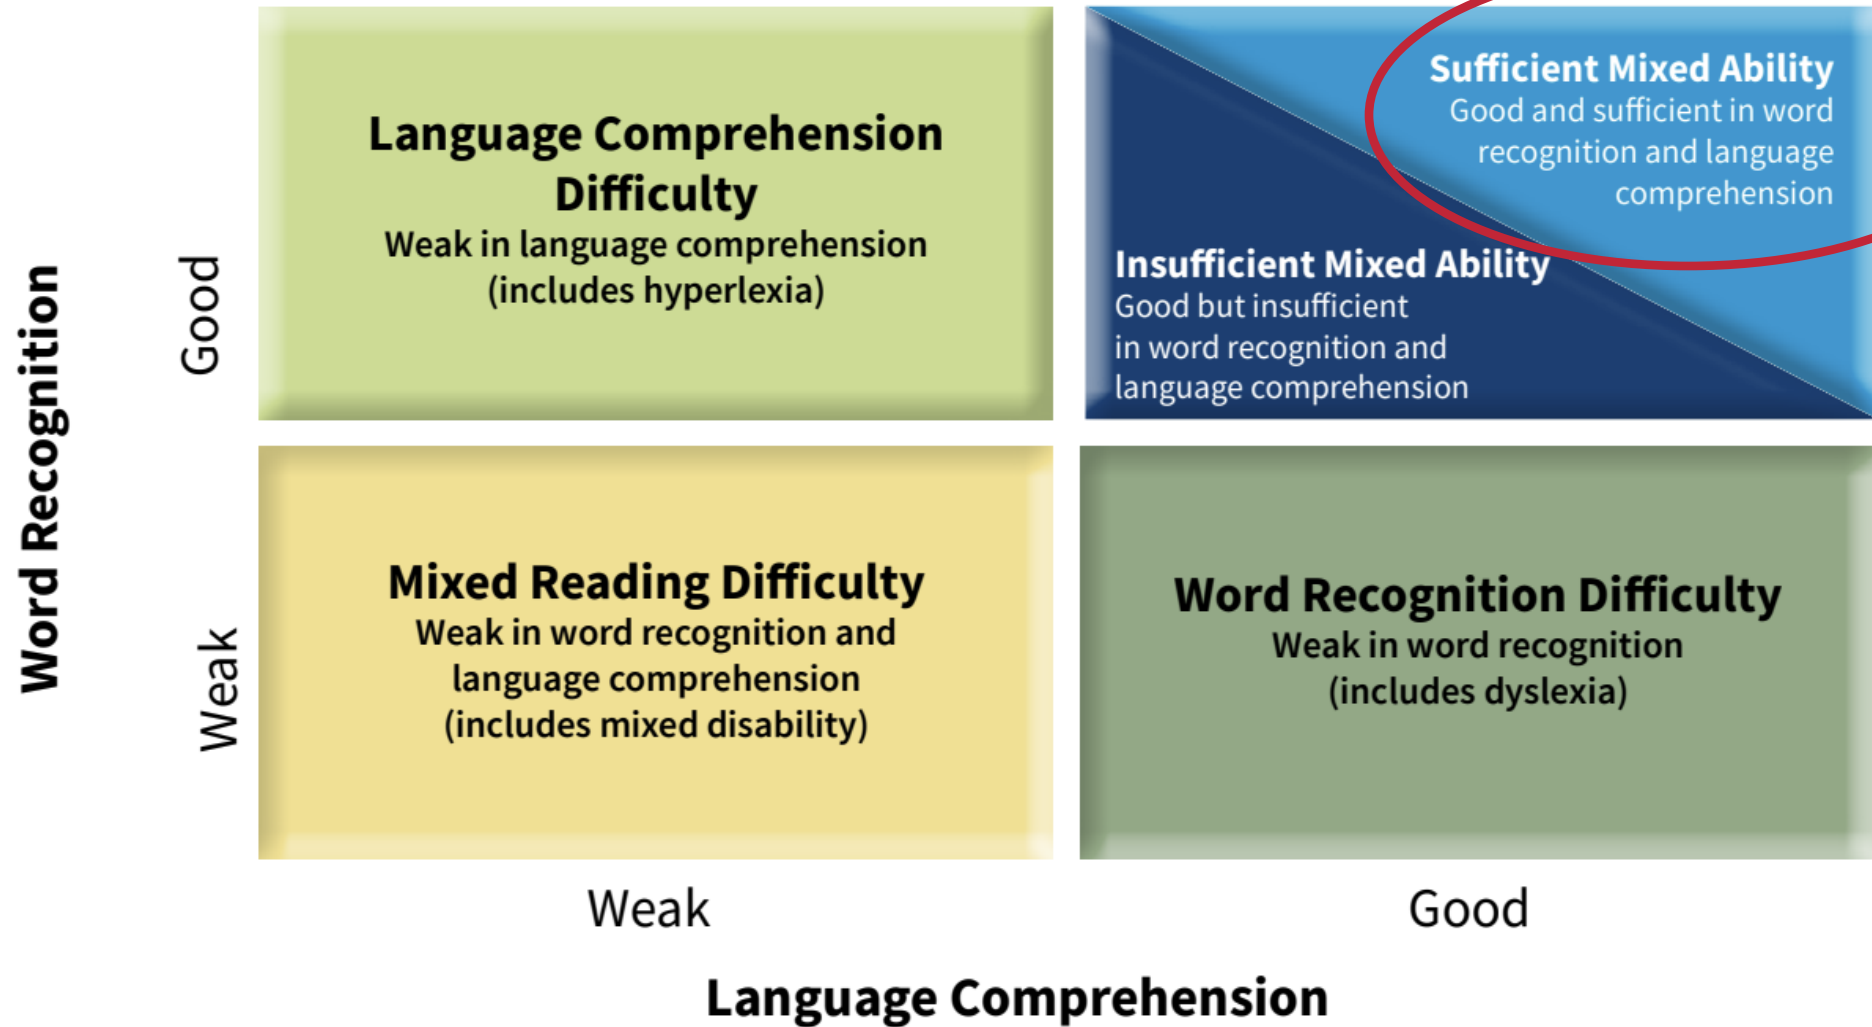 Word Recognition
Good
Weak
Language Comprehension
Difficulty
Weak in language comprehension
(includes hyperlexia)
Sufficient Mixed Ability
Good and sufficient in word
recognition and language
comprehension
Insufficient Mixed Ability
Good but insufficient
in word recognition and
language comprehension
Mixed Reading Difficulty
Weak in word recognition and
language comprehension
(includes mixed disability)
Word Recognition Difficulty
Weak in word recognition
(includes dyslexia)
Weak
Good
Language Comprehension